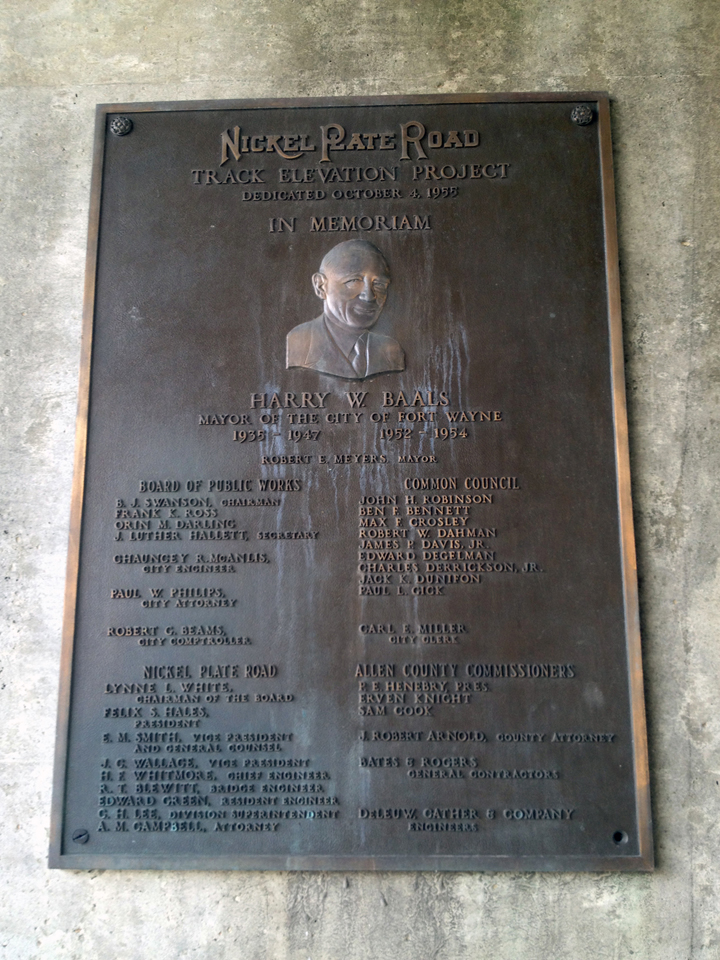 NICKEL PLATE ROAD
TRACK ELEVATION PROJECT
DEDICATED OCTOBER 4, 1955
IN MEMORIAM
HARRY W. BAALS
MAYOR OF THE CITY OF FORT WAYNE
1935 - 1947 1952 - 1954
ROBERT E. MEYERS, MAYOR
BOARD OF PUBLIC WORKS
B. J. SWANSON, CHAIRMAN
FRANK K. ROSS
ORIN M. DARLING
J. LUTHER HALLETT, SECRETARY
CHAUNCEY R. McANLIS,
CITY ENGINEER
PAUL W. PHILIPS,
CITY ATTORNEY
ROBERT G. BEAMS,
CITY COMPTROLLER
COMMON COUNCIL
JOHN H. ROBINSON
BEN F. BENNETT
MAX F. CROSLEY
ROBERT W. DAHMAN
JAMES P. DAVIS, JR.
EDWARD DEGELMAN
CHARLES DERRICKSON, JR.
JACK K. DUNIFON
PAUL L. GICK
CARL E. MILLER
CITY CLERK
NICKEL PLATE ROAD
LYNNE L. WHITE,
CHAIRMAN OF THE BOARD
FELIX S. HALES,
PRESIDENT
E. M. SMITH, VICE PRESIDENT
AND GENERAL COUNSEL
J. C. WALLACE, VICE PRESIDENT
H. F. WHITMORE, CHIEF ENGINEER
R. T. BLEWITT, BRIDGE ENGINEER
EDWARD GREEN, RESIDENT ENGINEER
C. H. LEE, DIVISION SUPERINTENDENT
A. M. CAMPBELL, ATTORNEY
ALLEN COUNTY COMMISSIONERS
F. E. HENEBRY, PRES.
ERVEN KNIGHT
SAM COOK
J. ROBERT ARNOLD, COUNTY ATTORNEY
BATES & ROGERS
GENERAL CONTRACTORS
DELEUW, CATHER & COMPANY
ENGINEERS